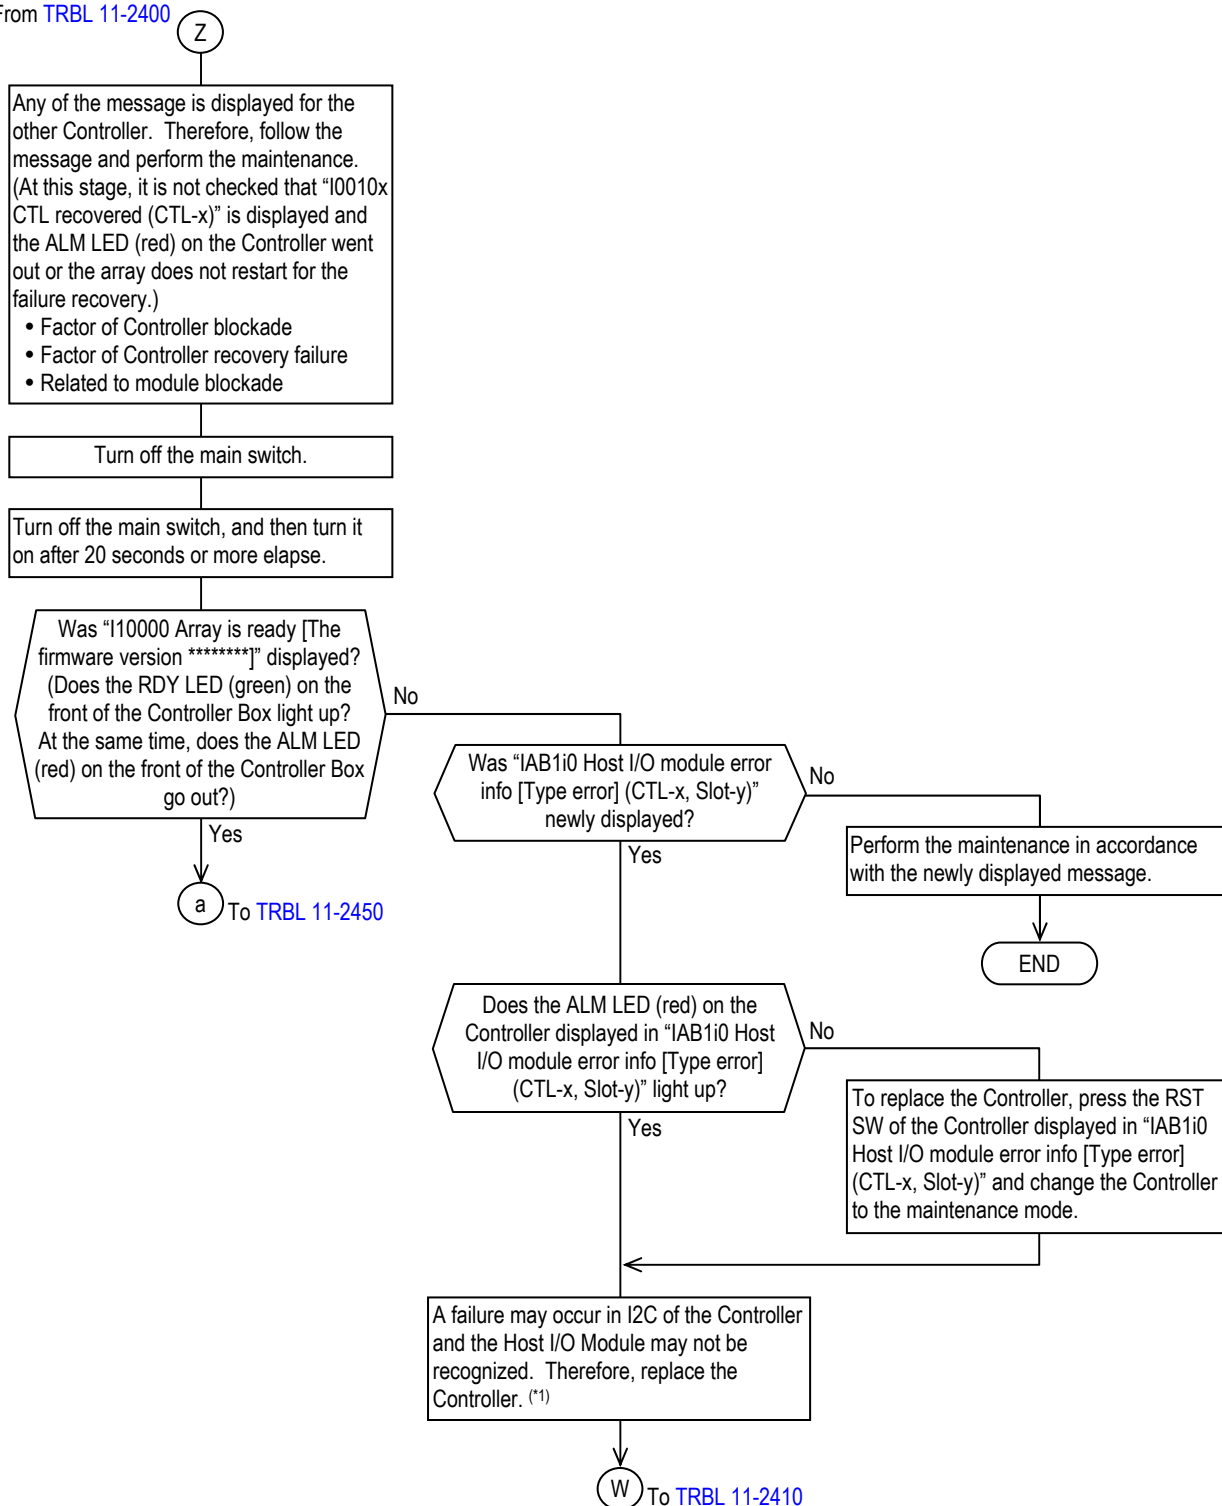 From TRBL 11-2400
Z
Any of the message is displayed for the
other Controller.  Therefore, follow the
message and perform the maintenance.
(At this stage, it is not checked that “I0010x
CTL recovered (CTL-x)” is displayed and
the ALM LED (red) on the Controller went
out or the array does not restart for the
failure recovery.)
• Factor of Controller blockade
• Factor of Controller recovery failure
• Related to module blockade
Turn off the main switch.
Turn off the main switch, and then turn it
on after 20 seconds or more elapse.
Was “I10000 Array is ready [The
firmware version ********]” displayed?
(Does the RDY LED (green) on the
front of the Controller Box light up?
At the same time, does the ALM LED
(red) on the front of the Controller Box
go out?)
No
Yes
a
To TRBL 11-2450
Was “IAB1i0 Host I/O module error
info [Type error] (CTL-x, Slot-y)”
newly displayed?
No
Yes
Perform the maintenance in accordance
with the newly displayed message.
END
Does the ALM LED (red) on the
Controller displayed in “IAB1i0 Host
I/O module error info [Type error]
(CTL-x, Slot-y)” light up?
No
Yes
To replace the Controller, press the RST
SW of the Controller displayed in “IAB1i0
Host I/O module error info [Type error]
(CTL-x, Slot-y)” and change the Controller
to the maintenance mode.
A failure may occur in I2C of the Controller
and the Host I/O Module may not be
recognized.  Therefore, replace the
Controller. (*1)
W
To TRBL 11-2410